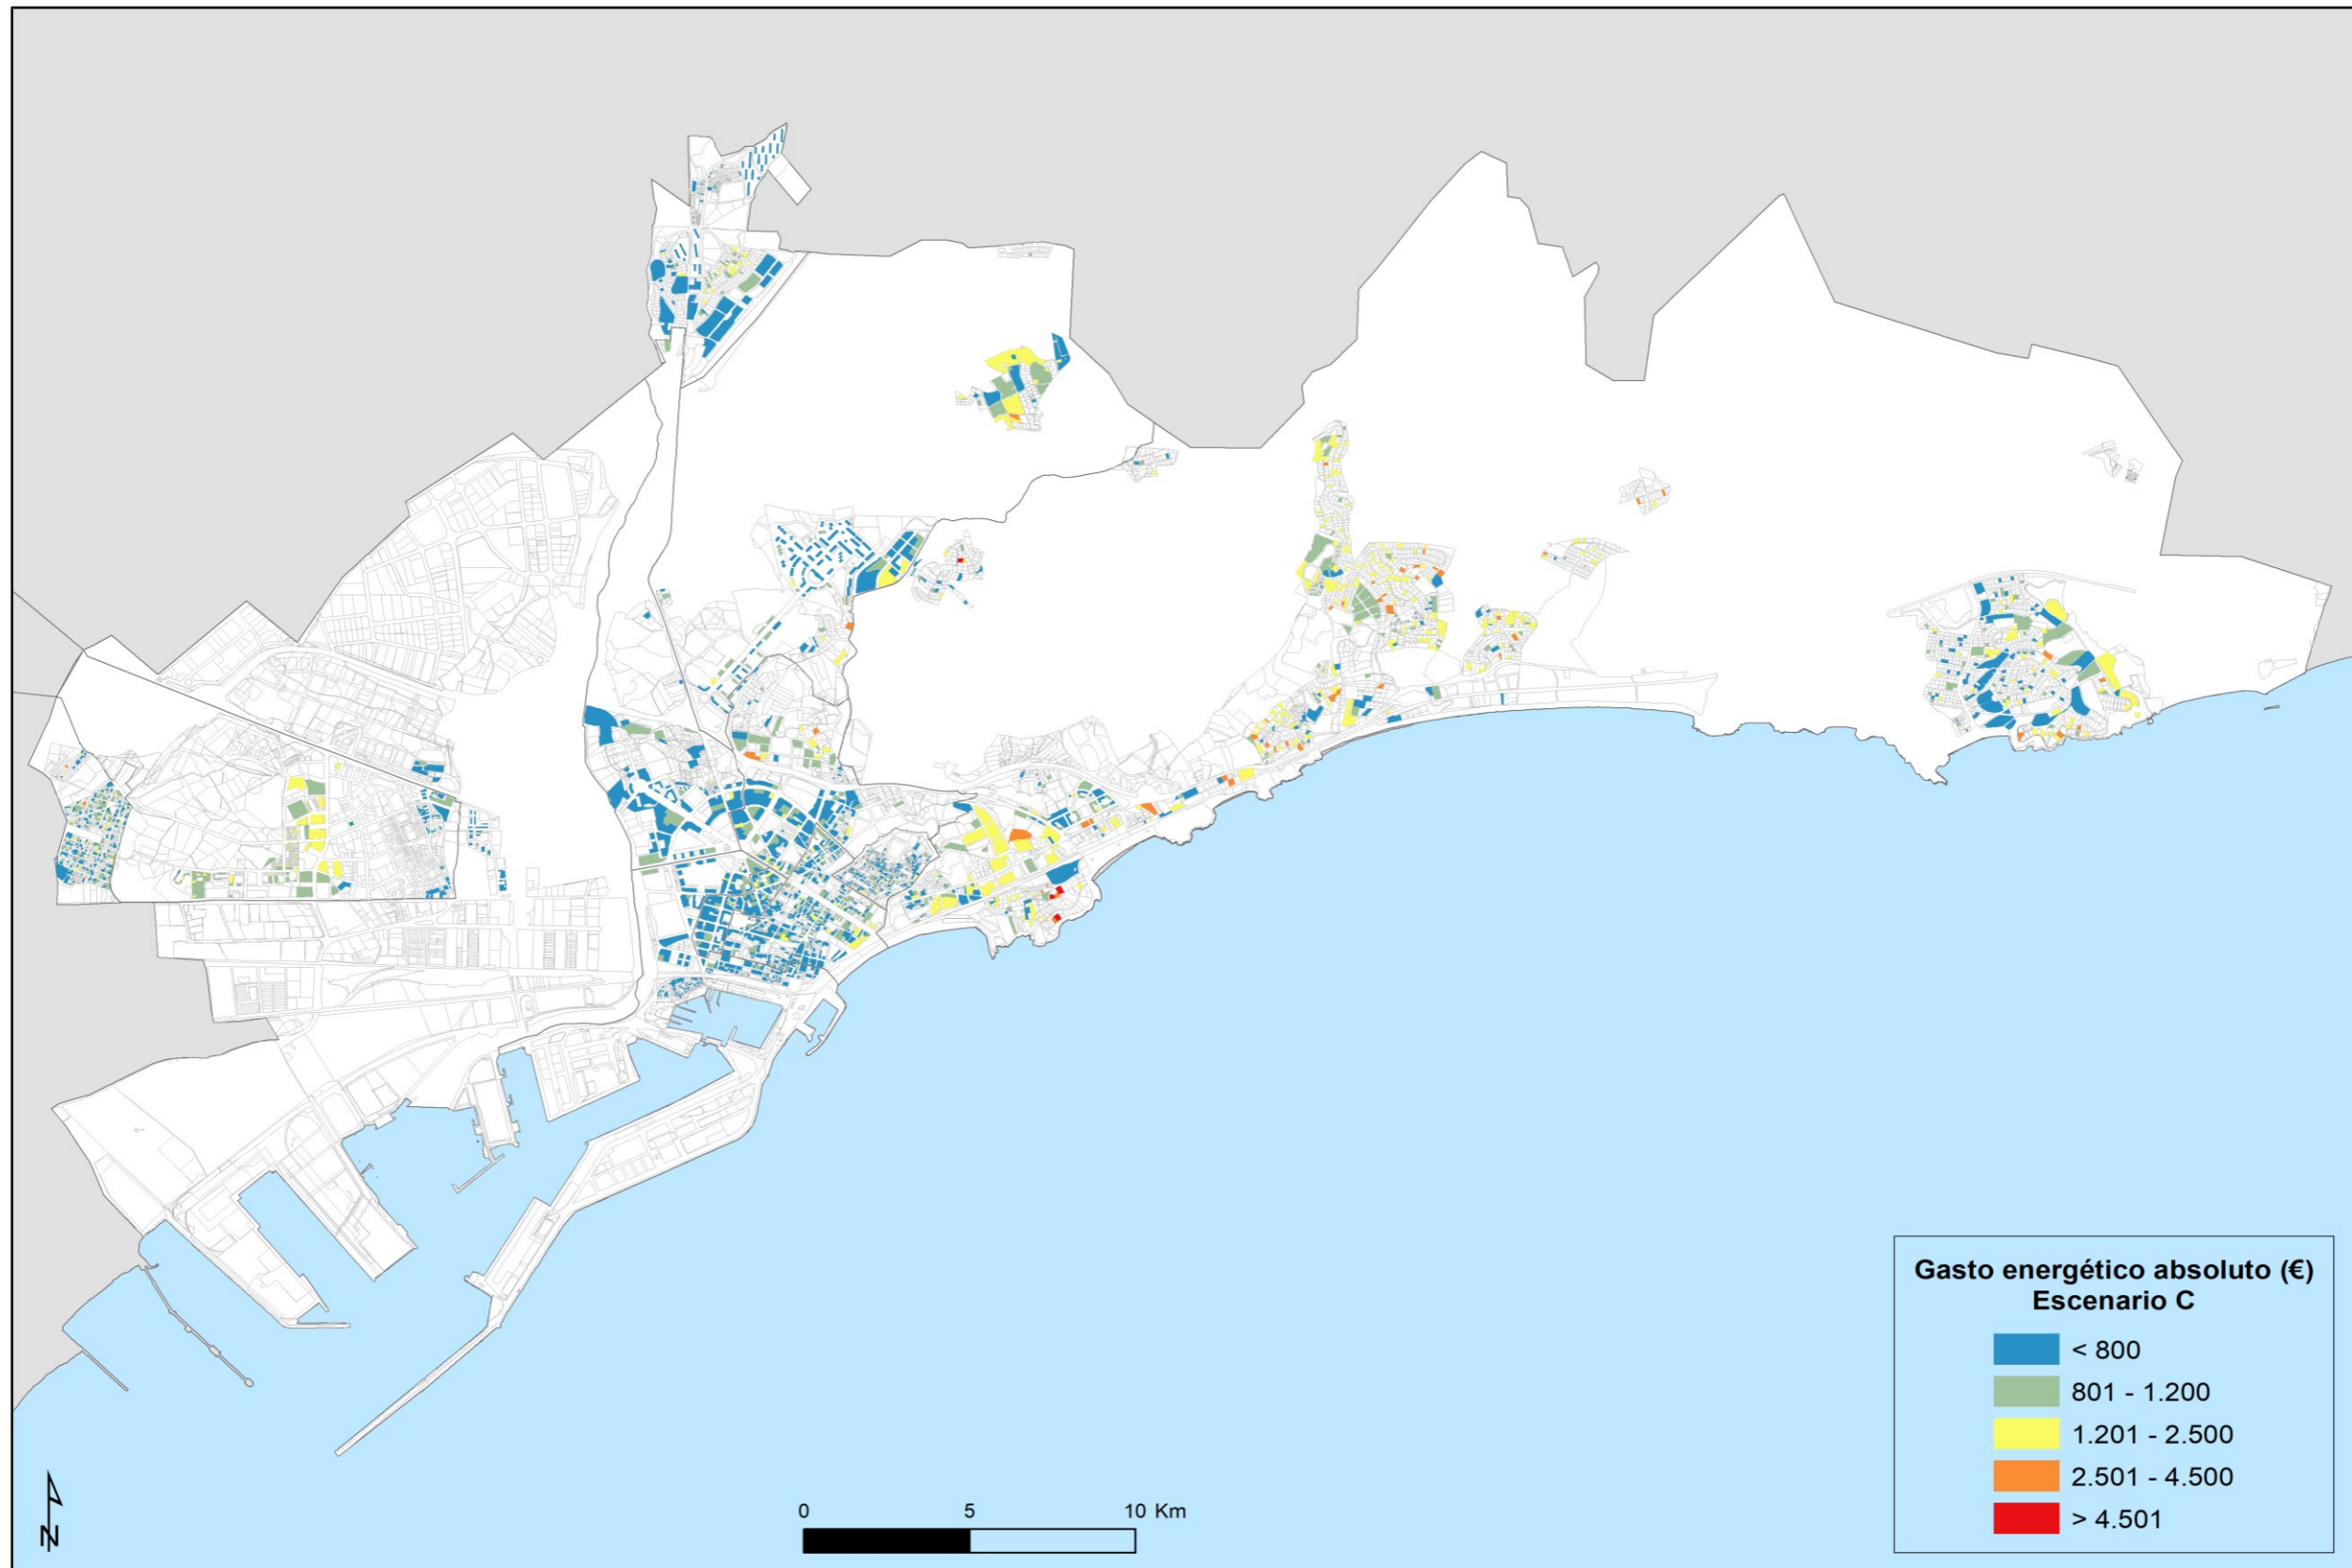 Gasto energético absoluto (€)
Escenario C
< 800
801 - 1.200
1.201 - 2.500
2.501 - 4.500
> 4.501
N
0 5 10 Km